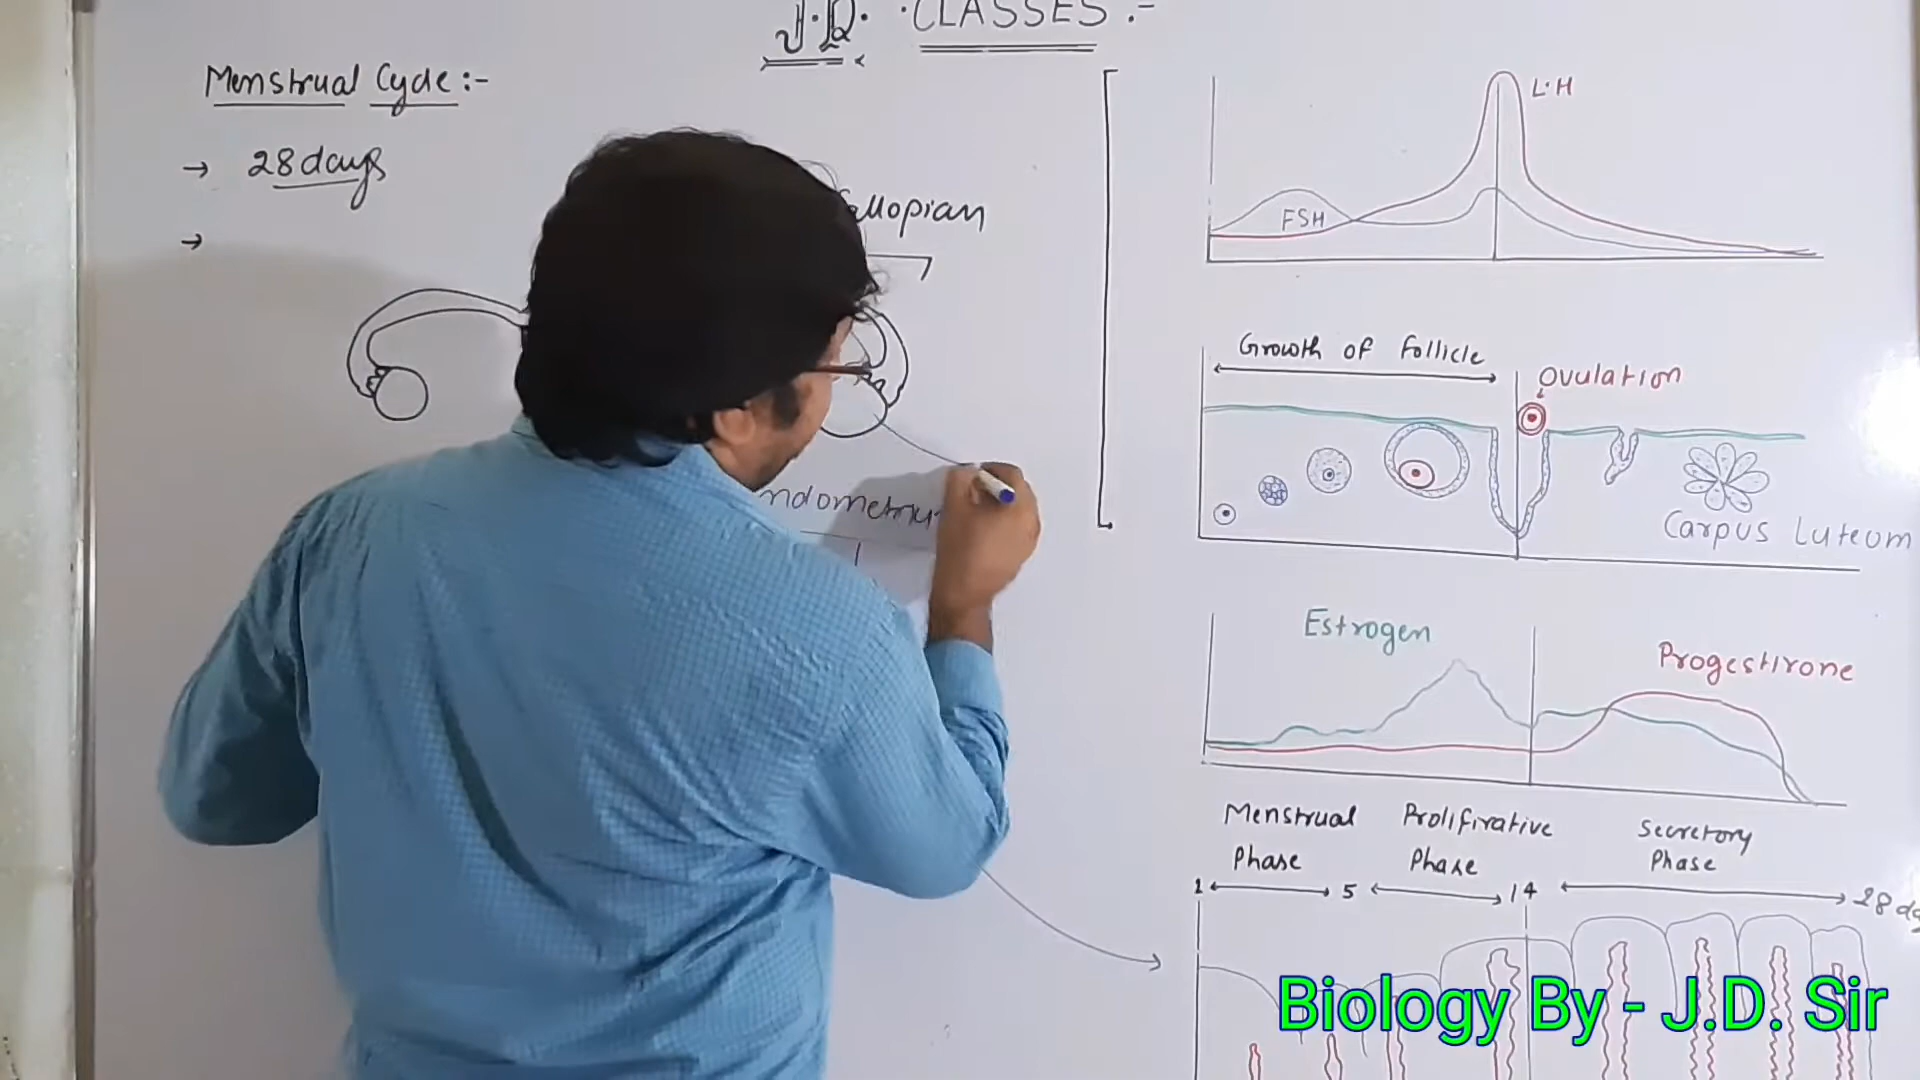 J.D. CLASSES :-
Menstrual Cycle :-
→ 28 days
→
Fallopian
L.H
FSH
Growth of Follicle
Ovulation
Carpus Luteum
Estrogen
Progestirone
Menstrual Phase
Prolifirative Phase
Secretory Phase
1 5 14 28
Biology By - J.D. Sir